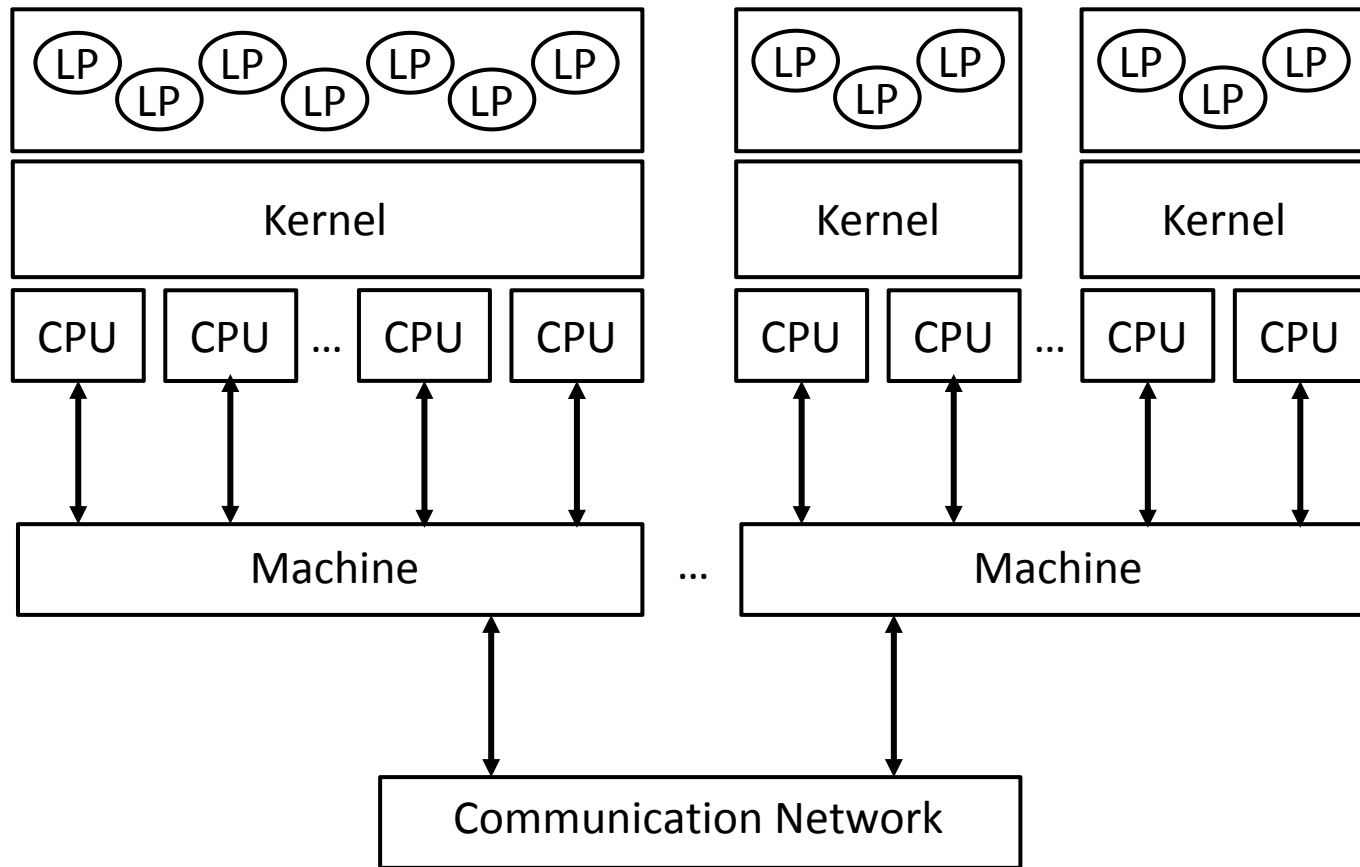 LP LP LP LP LP LP LP
LP LP LP
LP LP LP
Kernel Kernel Kernel
CPU CPU ... CPU CPU CPU CPU ... CPU CPU
Machine ... Machine
Communication Network